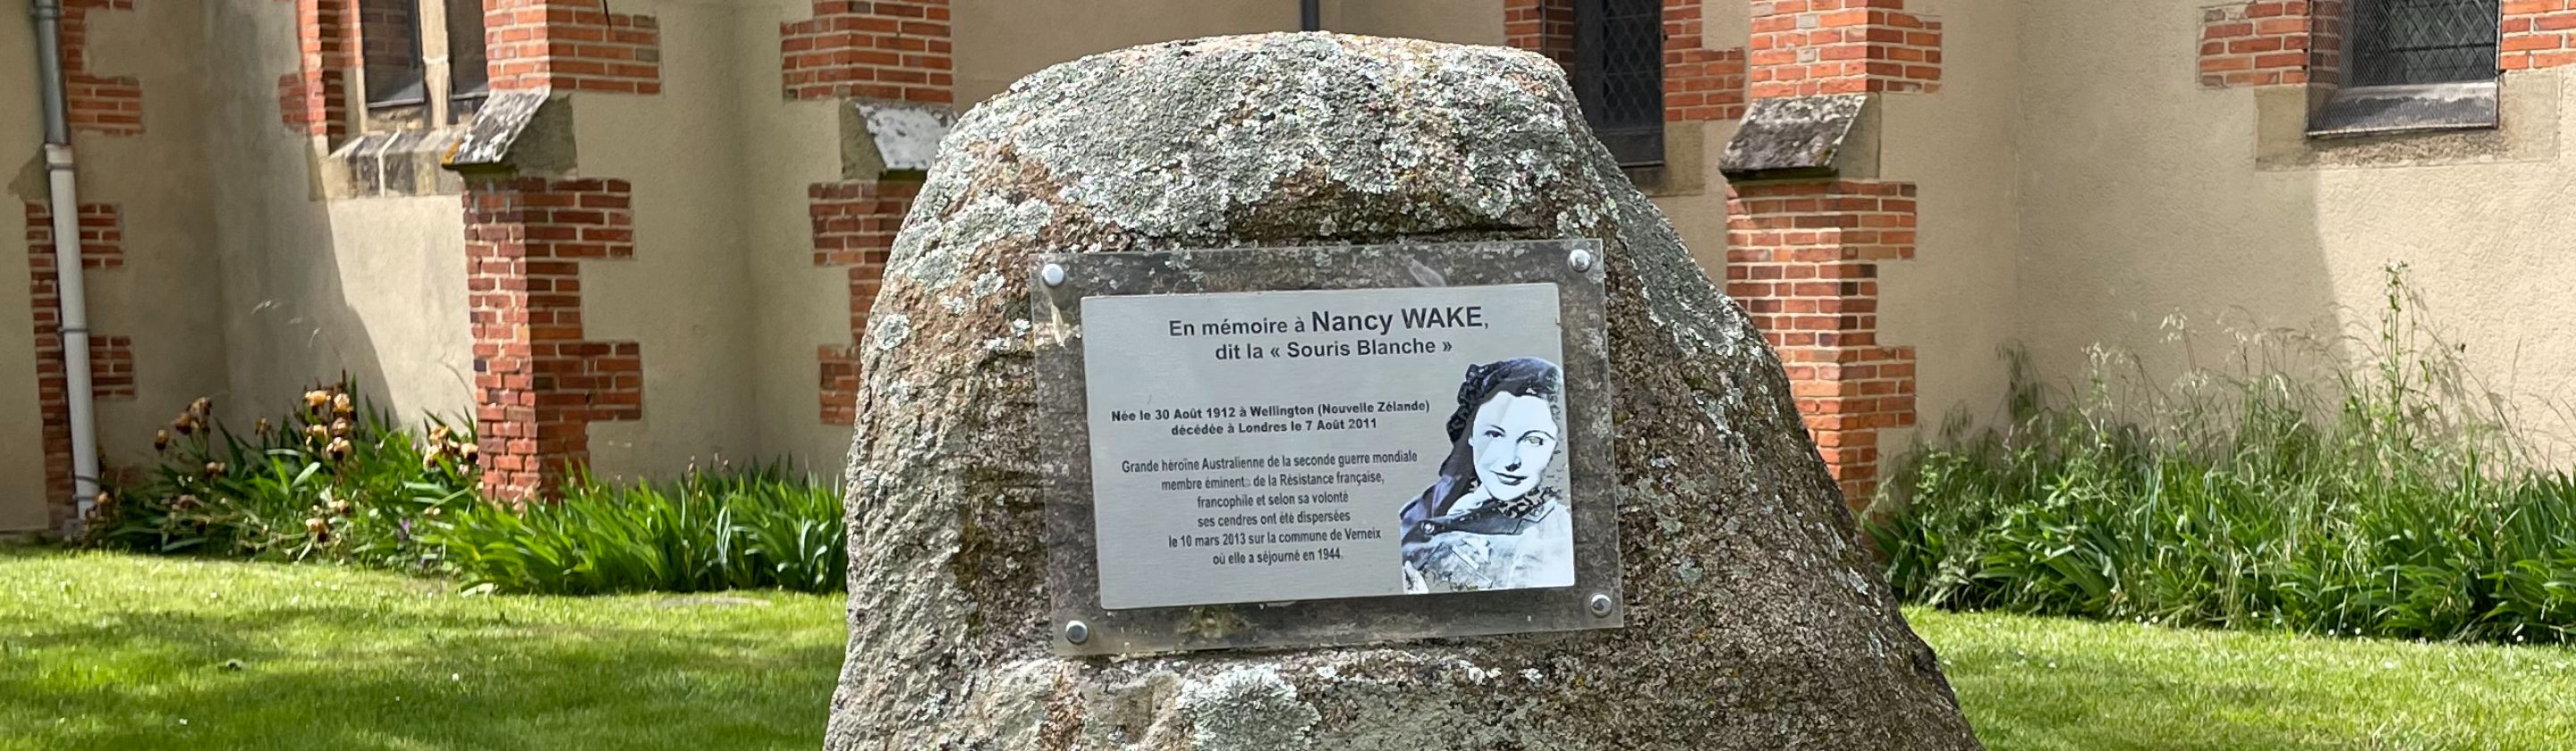 En mémoire à Nancy WAKE,
dit la « Souris Blanche »
Née le 30 Août 1912 à Wellington (Nouvelle Zélande)
décédée à Londres le 7 Août 2011
Grande héroïne Australienne de la seconde guerre mondiale
membre éminent de la Résistance française,
francophile et selon sa volonté
ses cendres ont été dispersées
le 10 mars 2013 sur la commune de Verneix
où elle a séjourné en 1944.